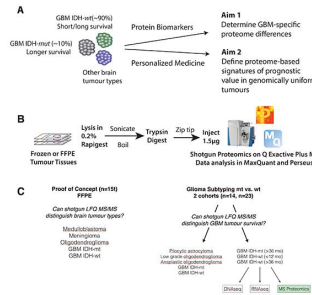 A
GBM IDH-wt(~90%)
Short/long survival
GBM IDH-mut (~10%)
Longer survival
Other brain
tumour types
Protein Biomarkers
Personalized Medicine
Aim 1
Determine GBM-specific
proteome differences
Aim 2
Define proteome-based
signatures of prognostic
value in genomically uniform
tumours
B
Frozen or FFPE
Tumour Tissues
Lysis in
0.2%
Rapigest
Sonicate
Boil
Trypsin
Digest
Zip tip
Inject
1.5µg
Shotgun Proteomics on Q Exactive Plus M
Data analysis in MaxQuant and Perseus
C
Proof of Concept (n=15t)
FFPE
Can shotgun LFQ MS/MS
distinguish brain tumour types?
Medulloblastoma
Meningioma
Oligodendroglioma
GBM IDH-mt
GBM IDH-wt
Glioma Subtyping mt vs. wt
2 cohorts (n=14, n=23)
Can shotgun LFQ MS/MS
distinguish GBM tumour survival?
Pilocytic astrocytoma
Low grade oligodendroglioma
Anaplastic oligodendroglioma
GBM IDH-mt
GBM IDH-wt
GBM IDH-mt (>30 mo)
GBM IDH-wt (<12 mo)
GBM IDH-wt (>36 mo)
DNAseq
RNAseq
MS Proteomics